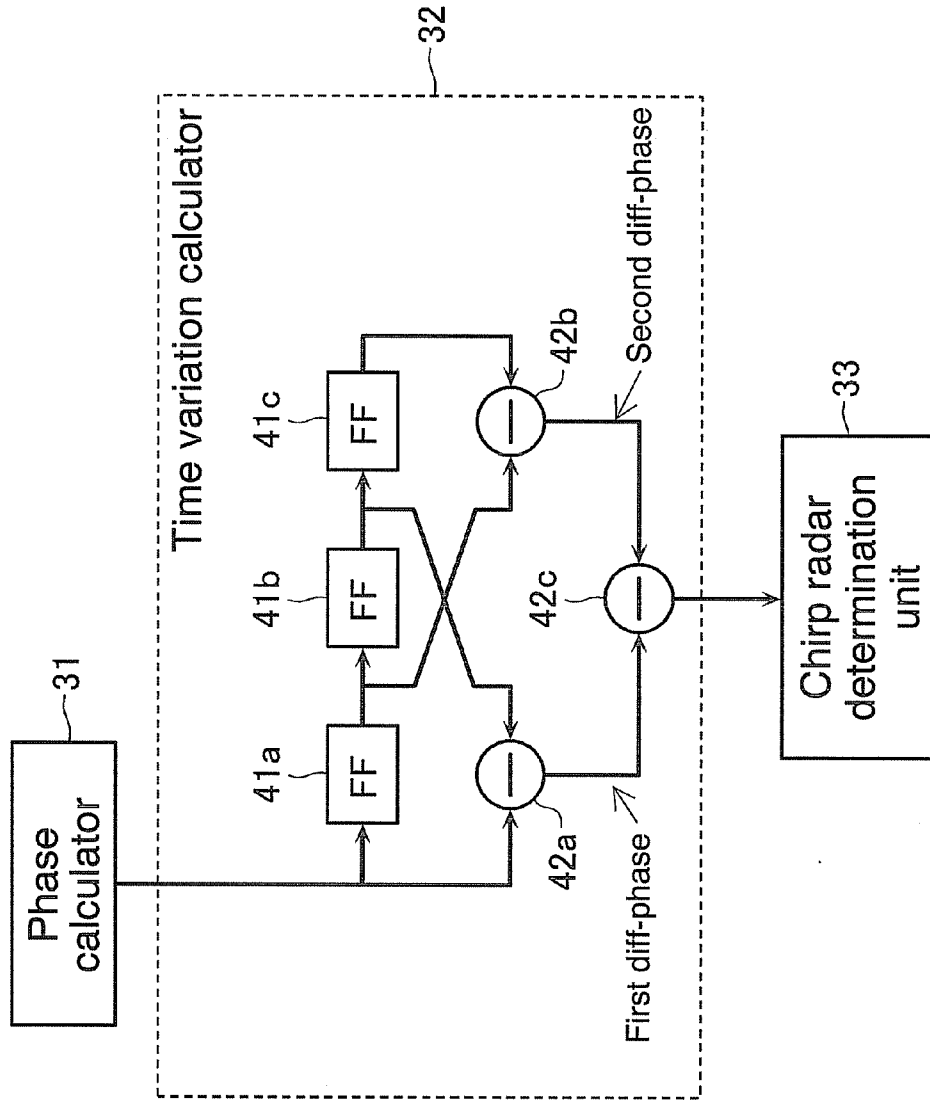 Phase
calculator
31
Time variation calculator
32
41a
FF
41b
FF
41c
FF
42a
42b
First diff-phase
Second diff-phase
42c
33
Chirp radar
determination
unit